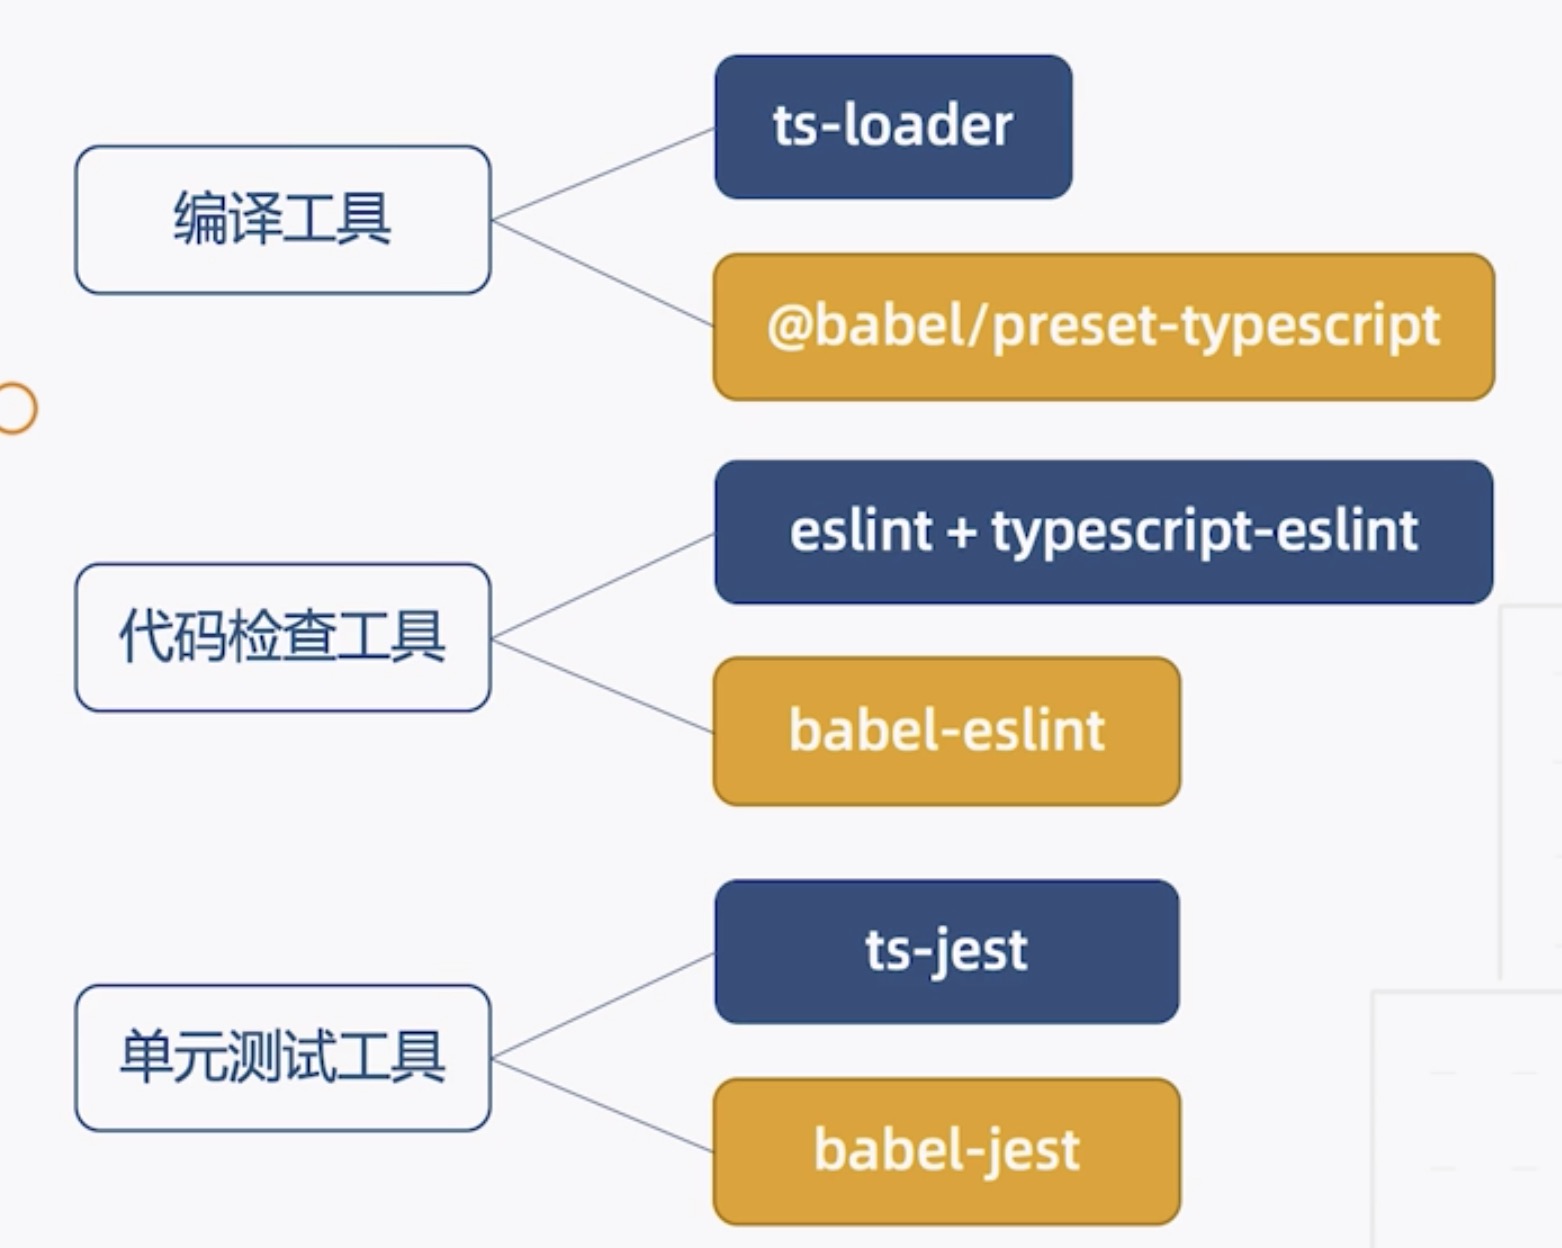 编译工具
ts-loader
@babel/preset-typescript
代码检查工具
eslint + typescript-eslint
babel-eslint
单元测试工具
ts-jest
babel-jest